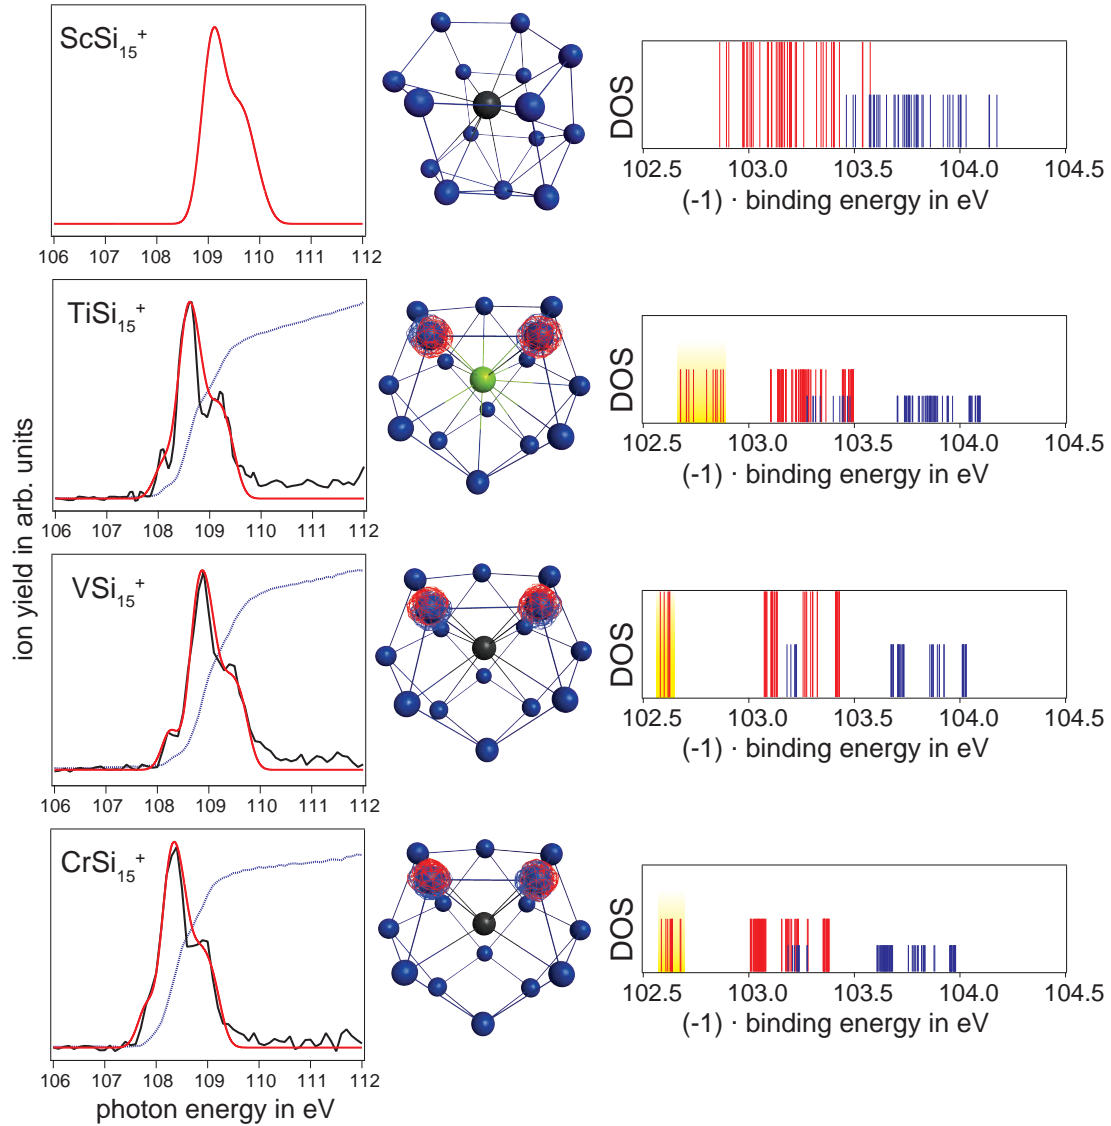 ScSi15+
106 107 108 109 110 111 112
DOS
102.5 103.0 103.5 104.0 104.5
(-1) · binding energy in eV
TiSi15+
106 107 108 109 110 111 112
DOS
102.5 103.0 103.5 104.0 104.5
(-1) · binding energy in eV
ion yield in arb. units
VSi15+
106 107 108 109 110 111 112
DOS
102.5 103.0 103.5 104.0 104.5
(-1) · binding energy in eV
CrSi15+
106 107 108 109 110 111 112
photon energy in eV
DOS
102.5 103.0 103.5 104.0 104.5
(-1) · binding energy in eV